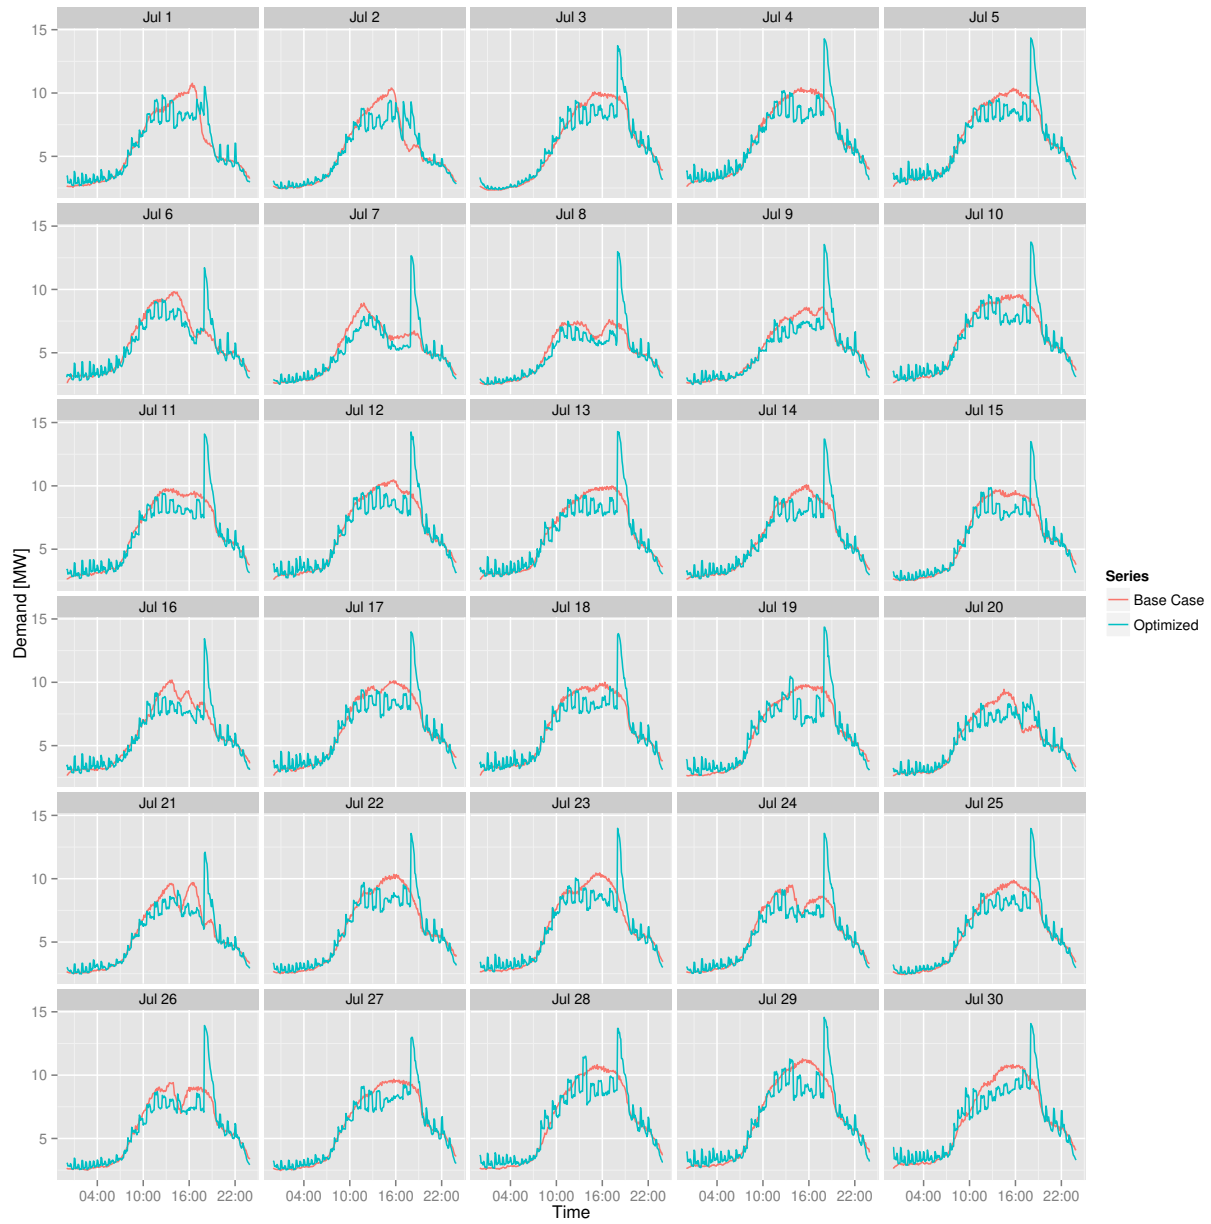 Jul 1 Jul 2 Jul 3 Jul 4 Jul 5
15
10
5
Jul 6 Jul 7 Jul 8 Jul 9 Jul 10
15
10
5
Jul 11 Jul 12 Jul 13 Jul 14 Jul 15
15
10
5
Demand [MW]
Series
Base Case
Optimized
Jul 16 Jul 17 Jul 18 Jul 19 Jul 20
15
10
5
Jul 21 Jul 22 Jul 23 Jul 24 Jul 25
15
10
5
Jul 26 Jul 27 Jul 28 Jul 29 Jul 30
15
10
5
04:00 10:00 16:00 22:00 04:00 10:00 16:00 22:00 04:00 10:00 16:00 22:00 04:00 10:00 16:00 22:00 04:00 10:00 16:00 22:00
Time